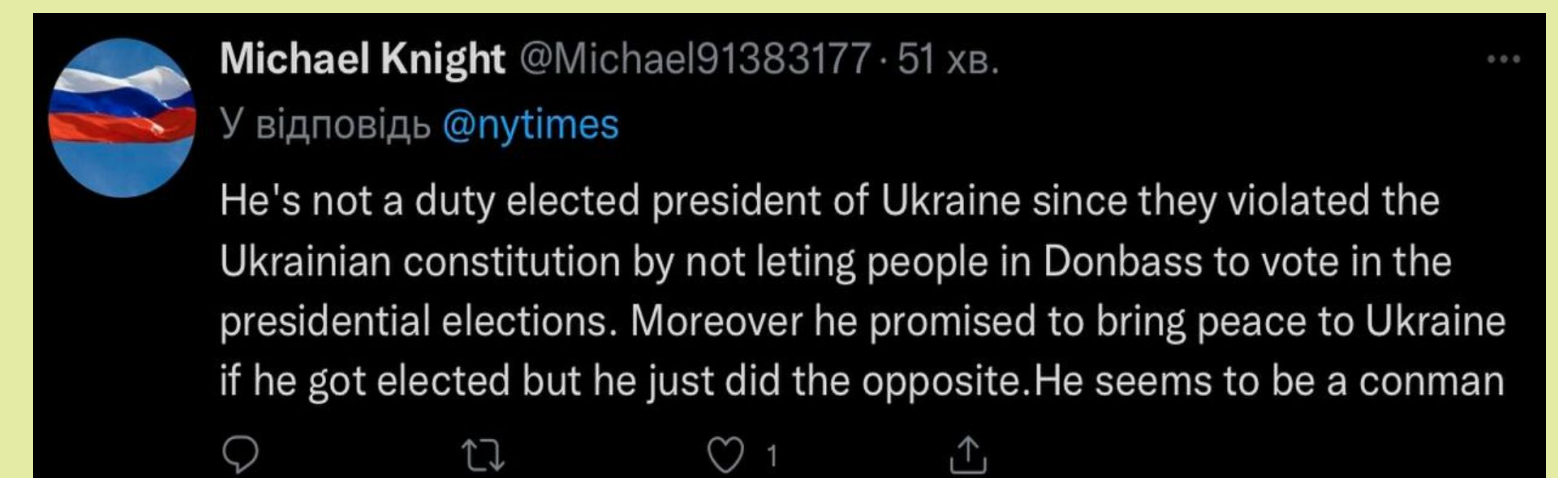 Michael Knight @Michael91383177 · 51 хв.
У відповідь @nytimes
He's not a duty elected president of Ukraine since they violated the
Ukrainian constitution by not leting people in Donbass to vote in the
presidential elections. Moreover he promised to bring peace to Ukraine
if he got elected but he just did the opposite.He seems to be a conman
1